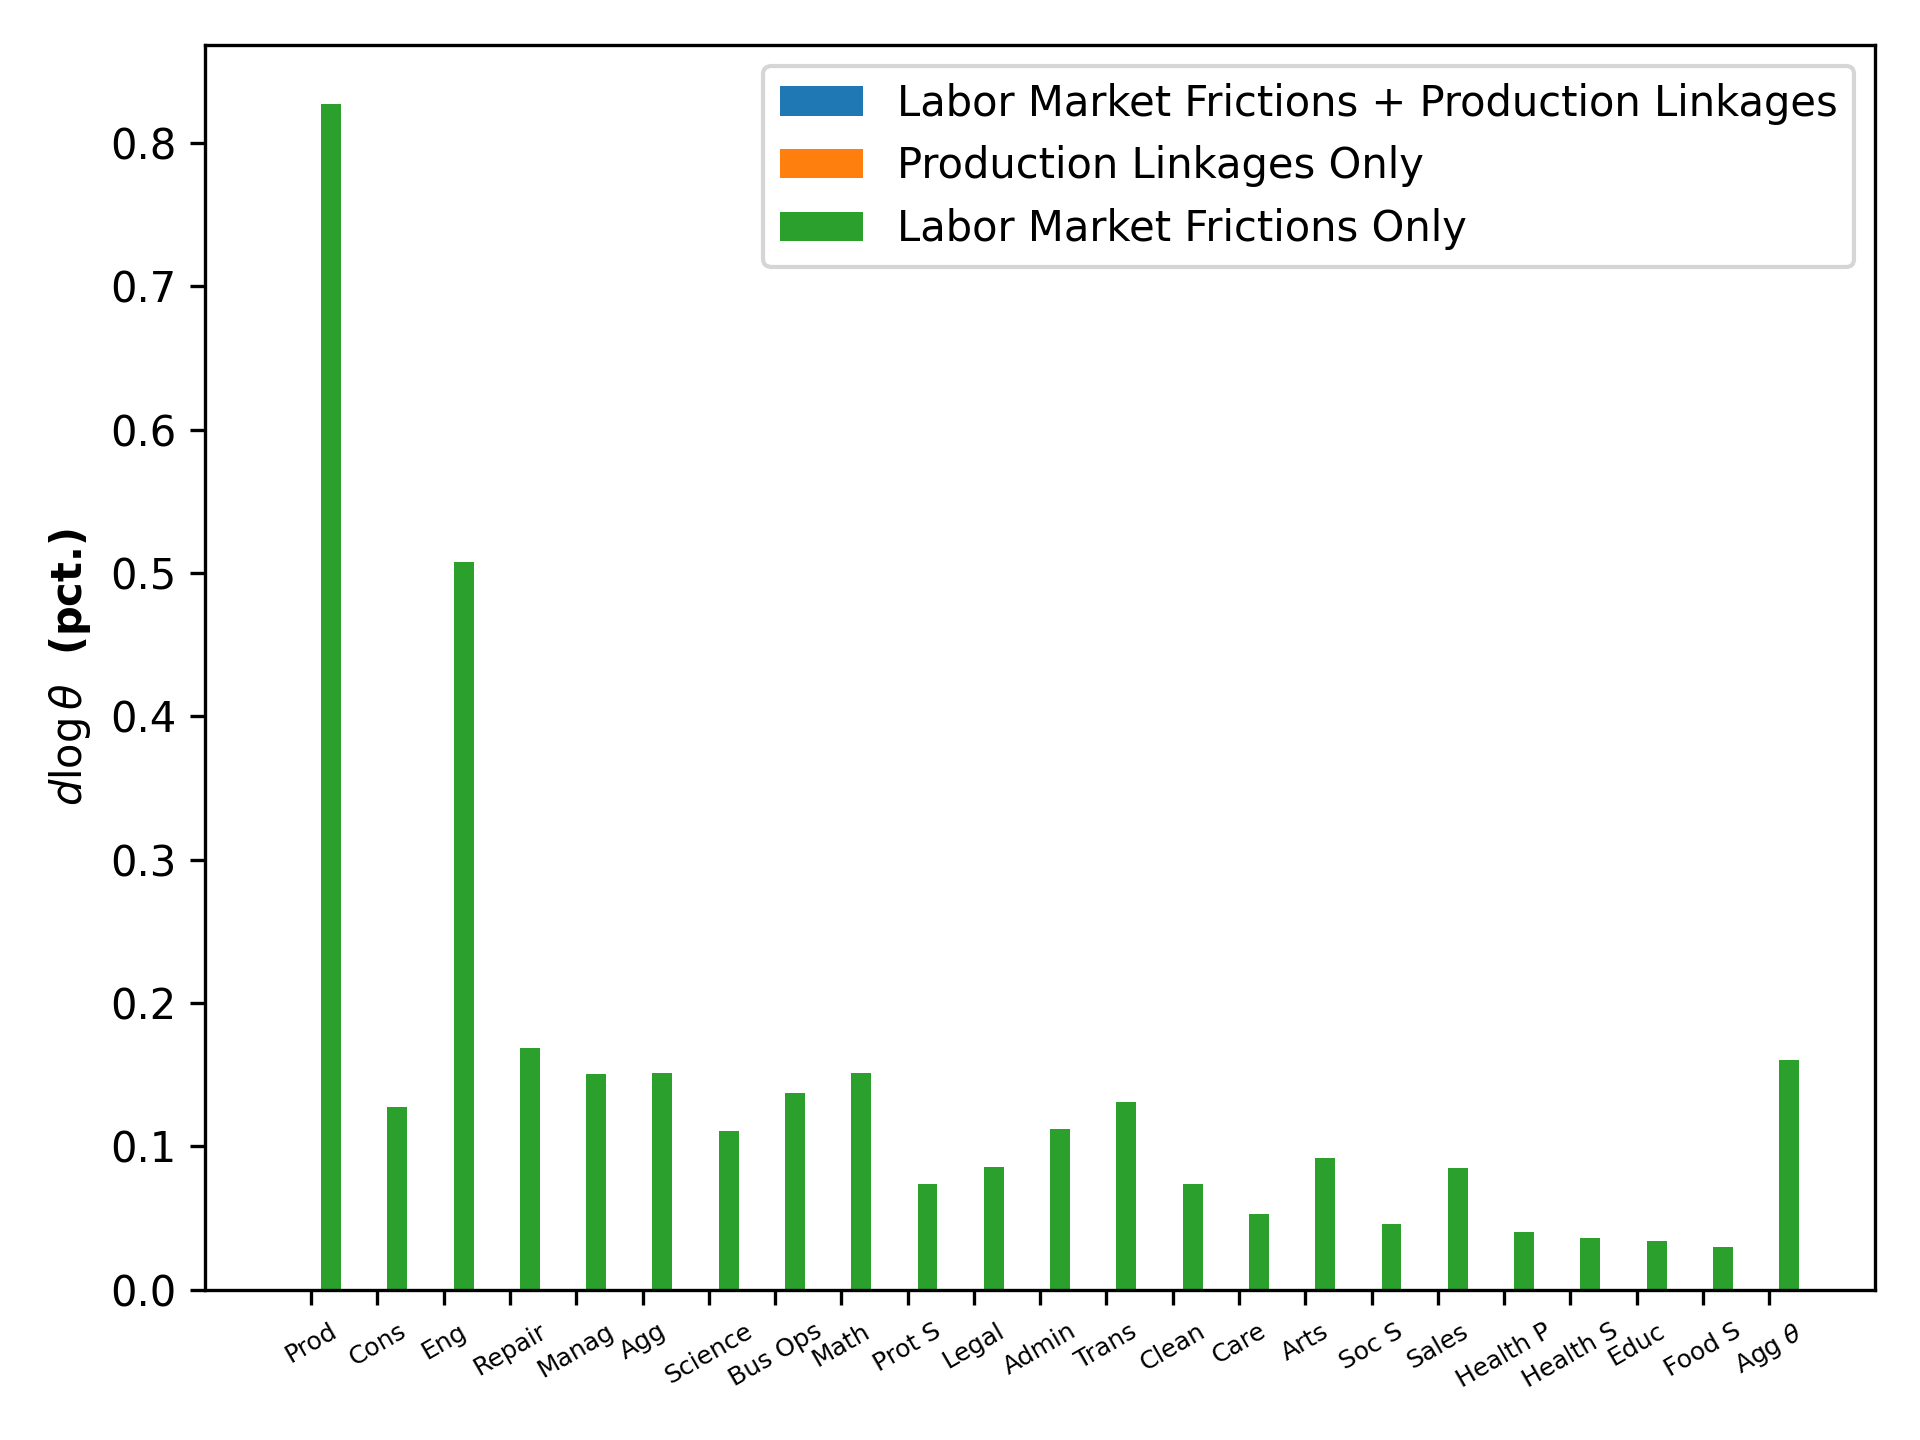 Labor Market Frictions + Production Linkages
Production Linkages Only
Labor Market Frictions Only
d log θ (pct.)
0.8
0.7
0.6
0.5
0.4
0.3
0.2
0.1
0.0
Prod
Cons
Eng
Repair
Manag
Agg
Science
Bus Ops
Math
Prot S
Legal
Admin
Trans
Clean
Care
Arts
Soc S
Sales
Health P
Health S
Educ
Food S
Agg θ